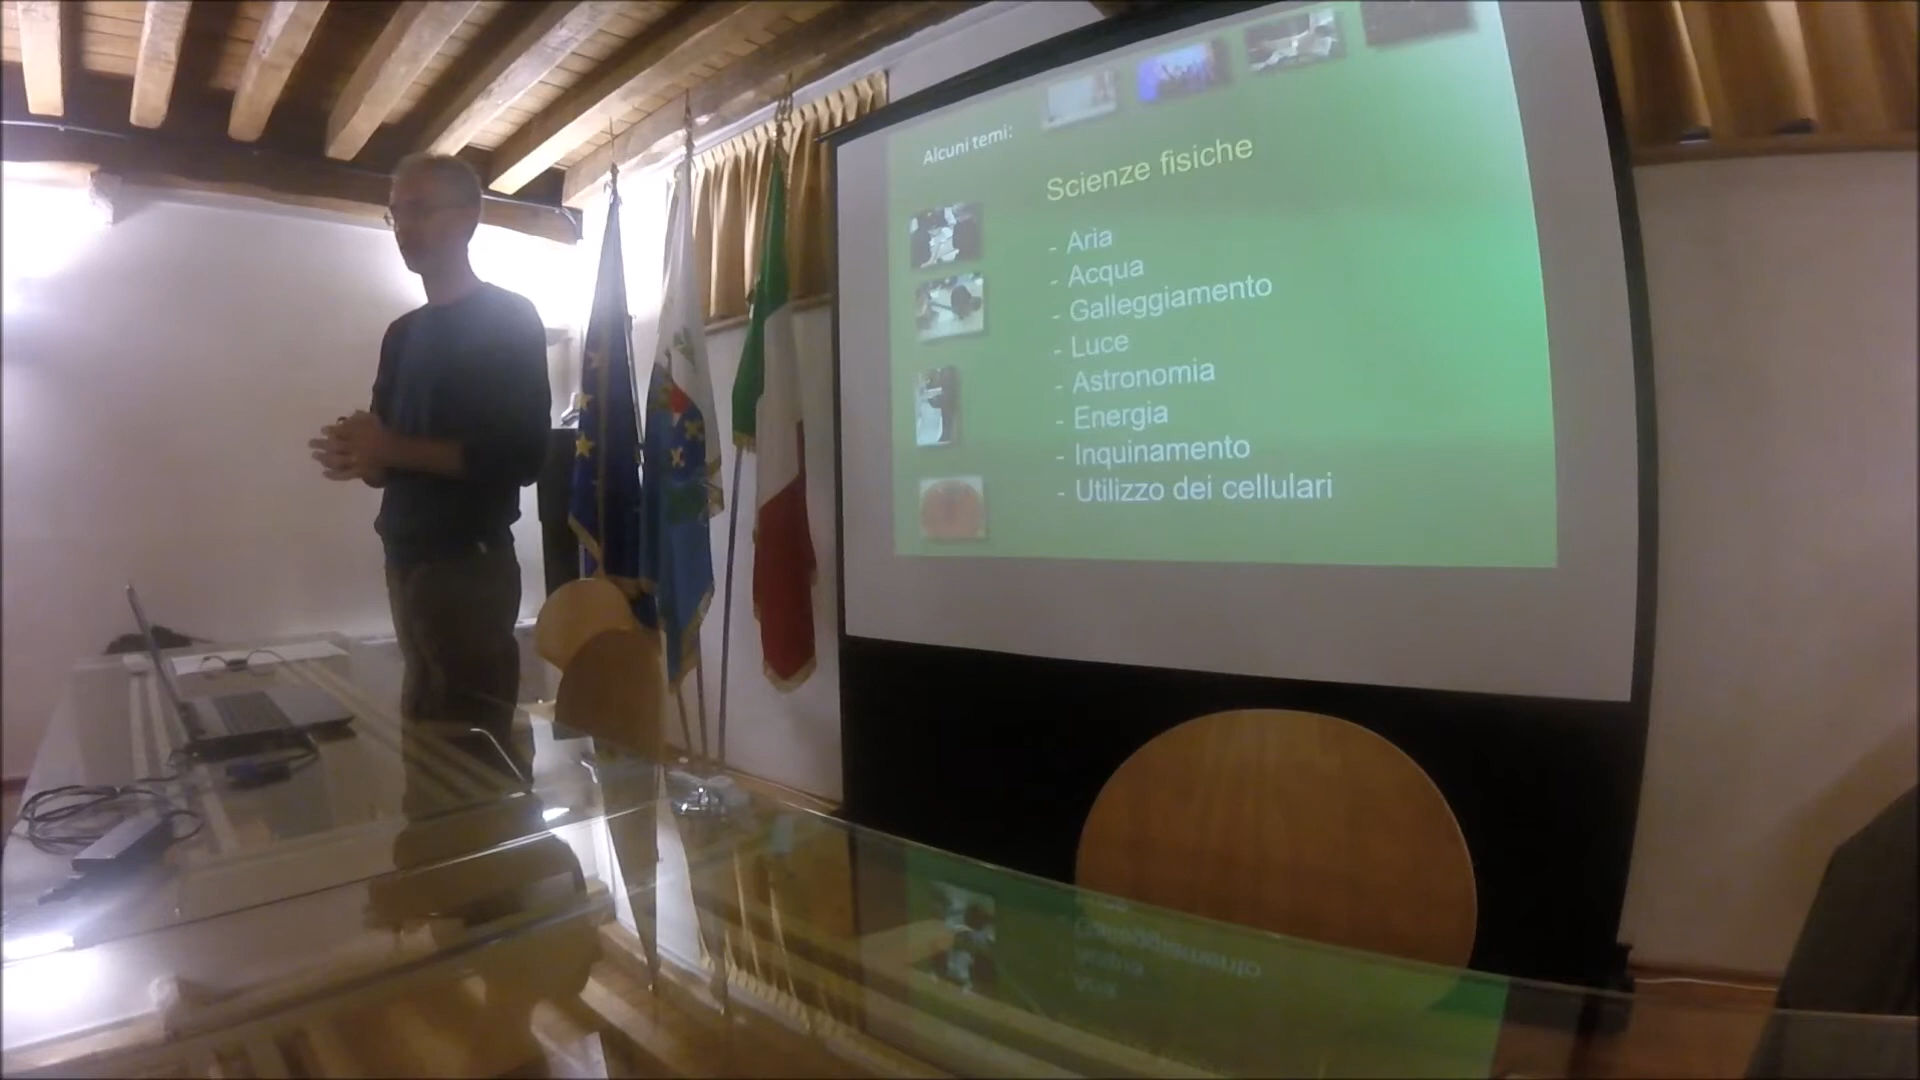 Alcuni temi:
Scienze fisiche
- Aria
- Acqua
- Galleggiamento
- Luce
- Astronomia
- Energia
- Inquinamento
- Utilizzo dei cellulari